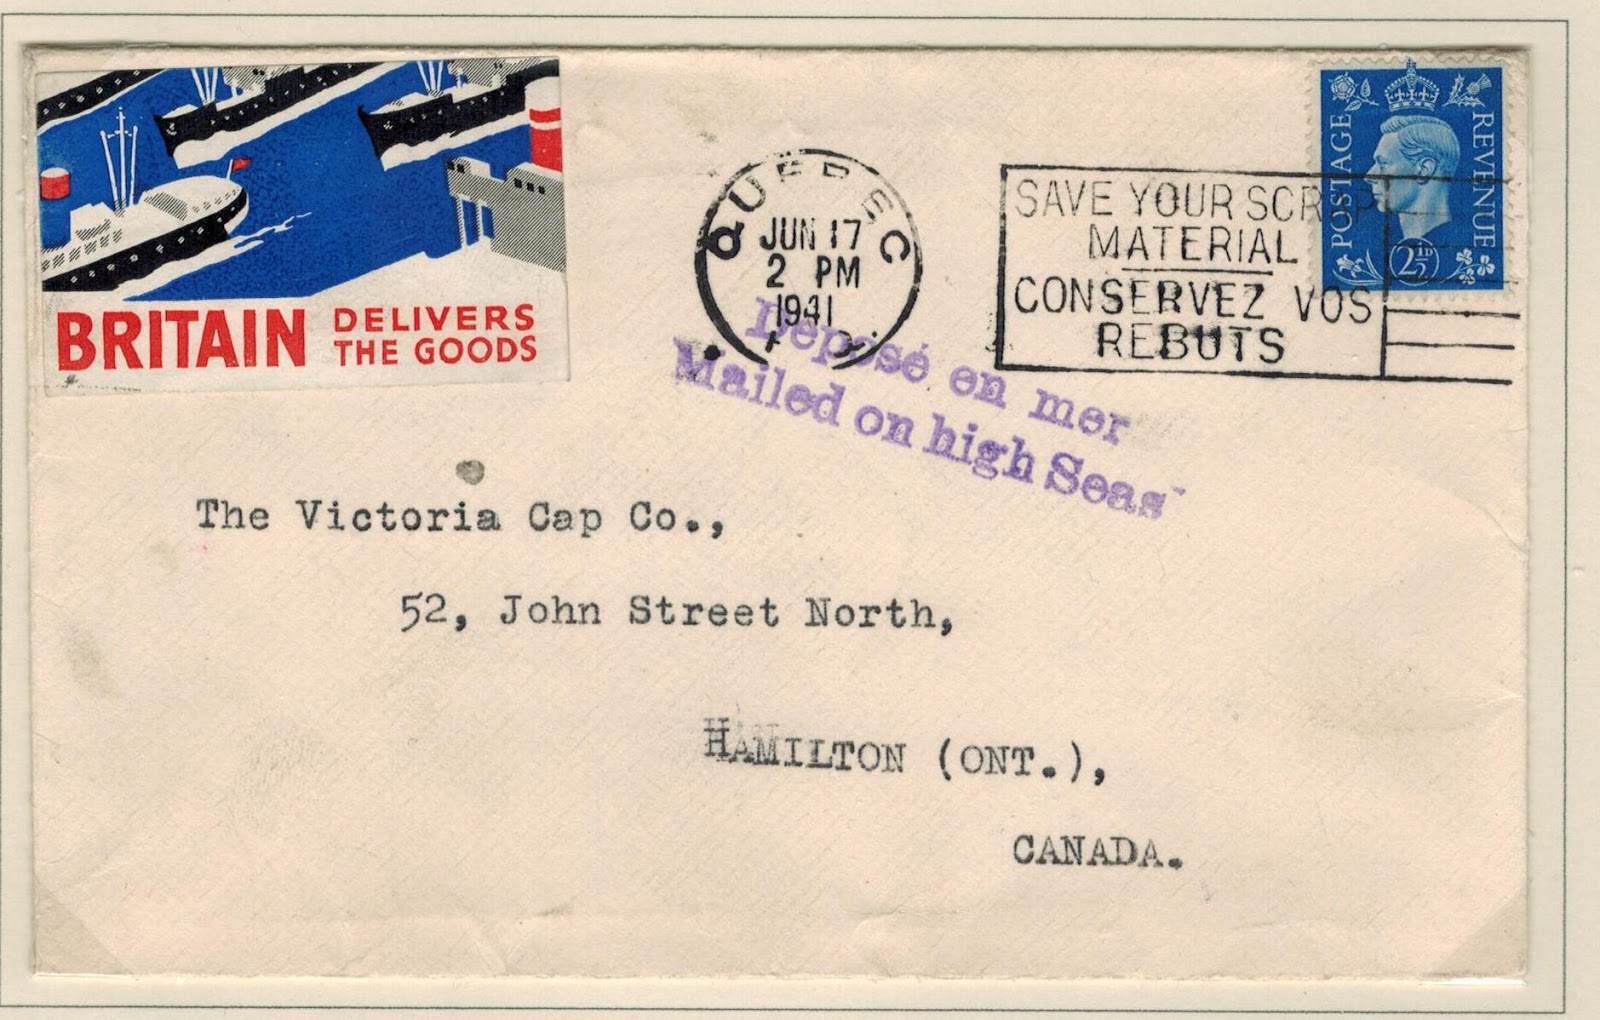 BRITAIN DELIVERS
THE GOODS
QUEBEC
JUN 17
2 PM
1941
SAVE YOUR SCRAP
MATERIAL
CONSERVEZ VOS
REBUTS
POSTAGE
REVENUE
2½D
Déposé en mer
Mailed on high Seas
The Victoria Cap Co.,
52, John Street North,
HAMILTON (ONT.),
CANADA.